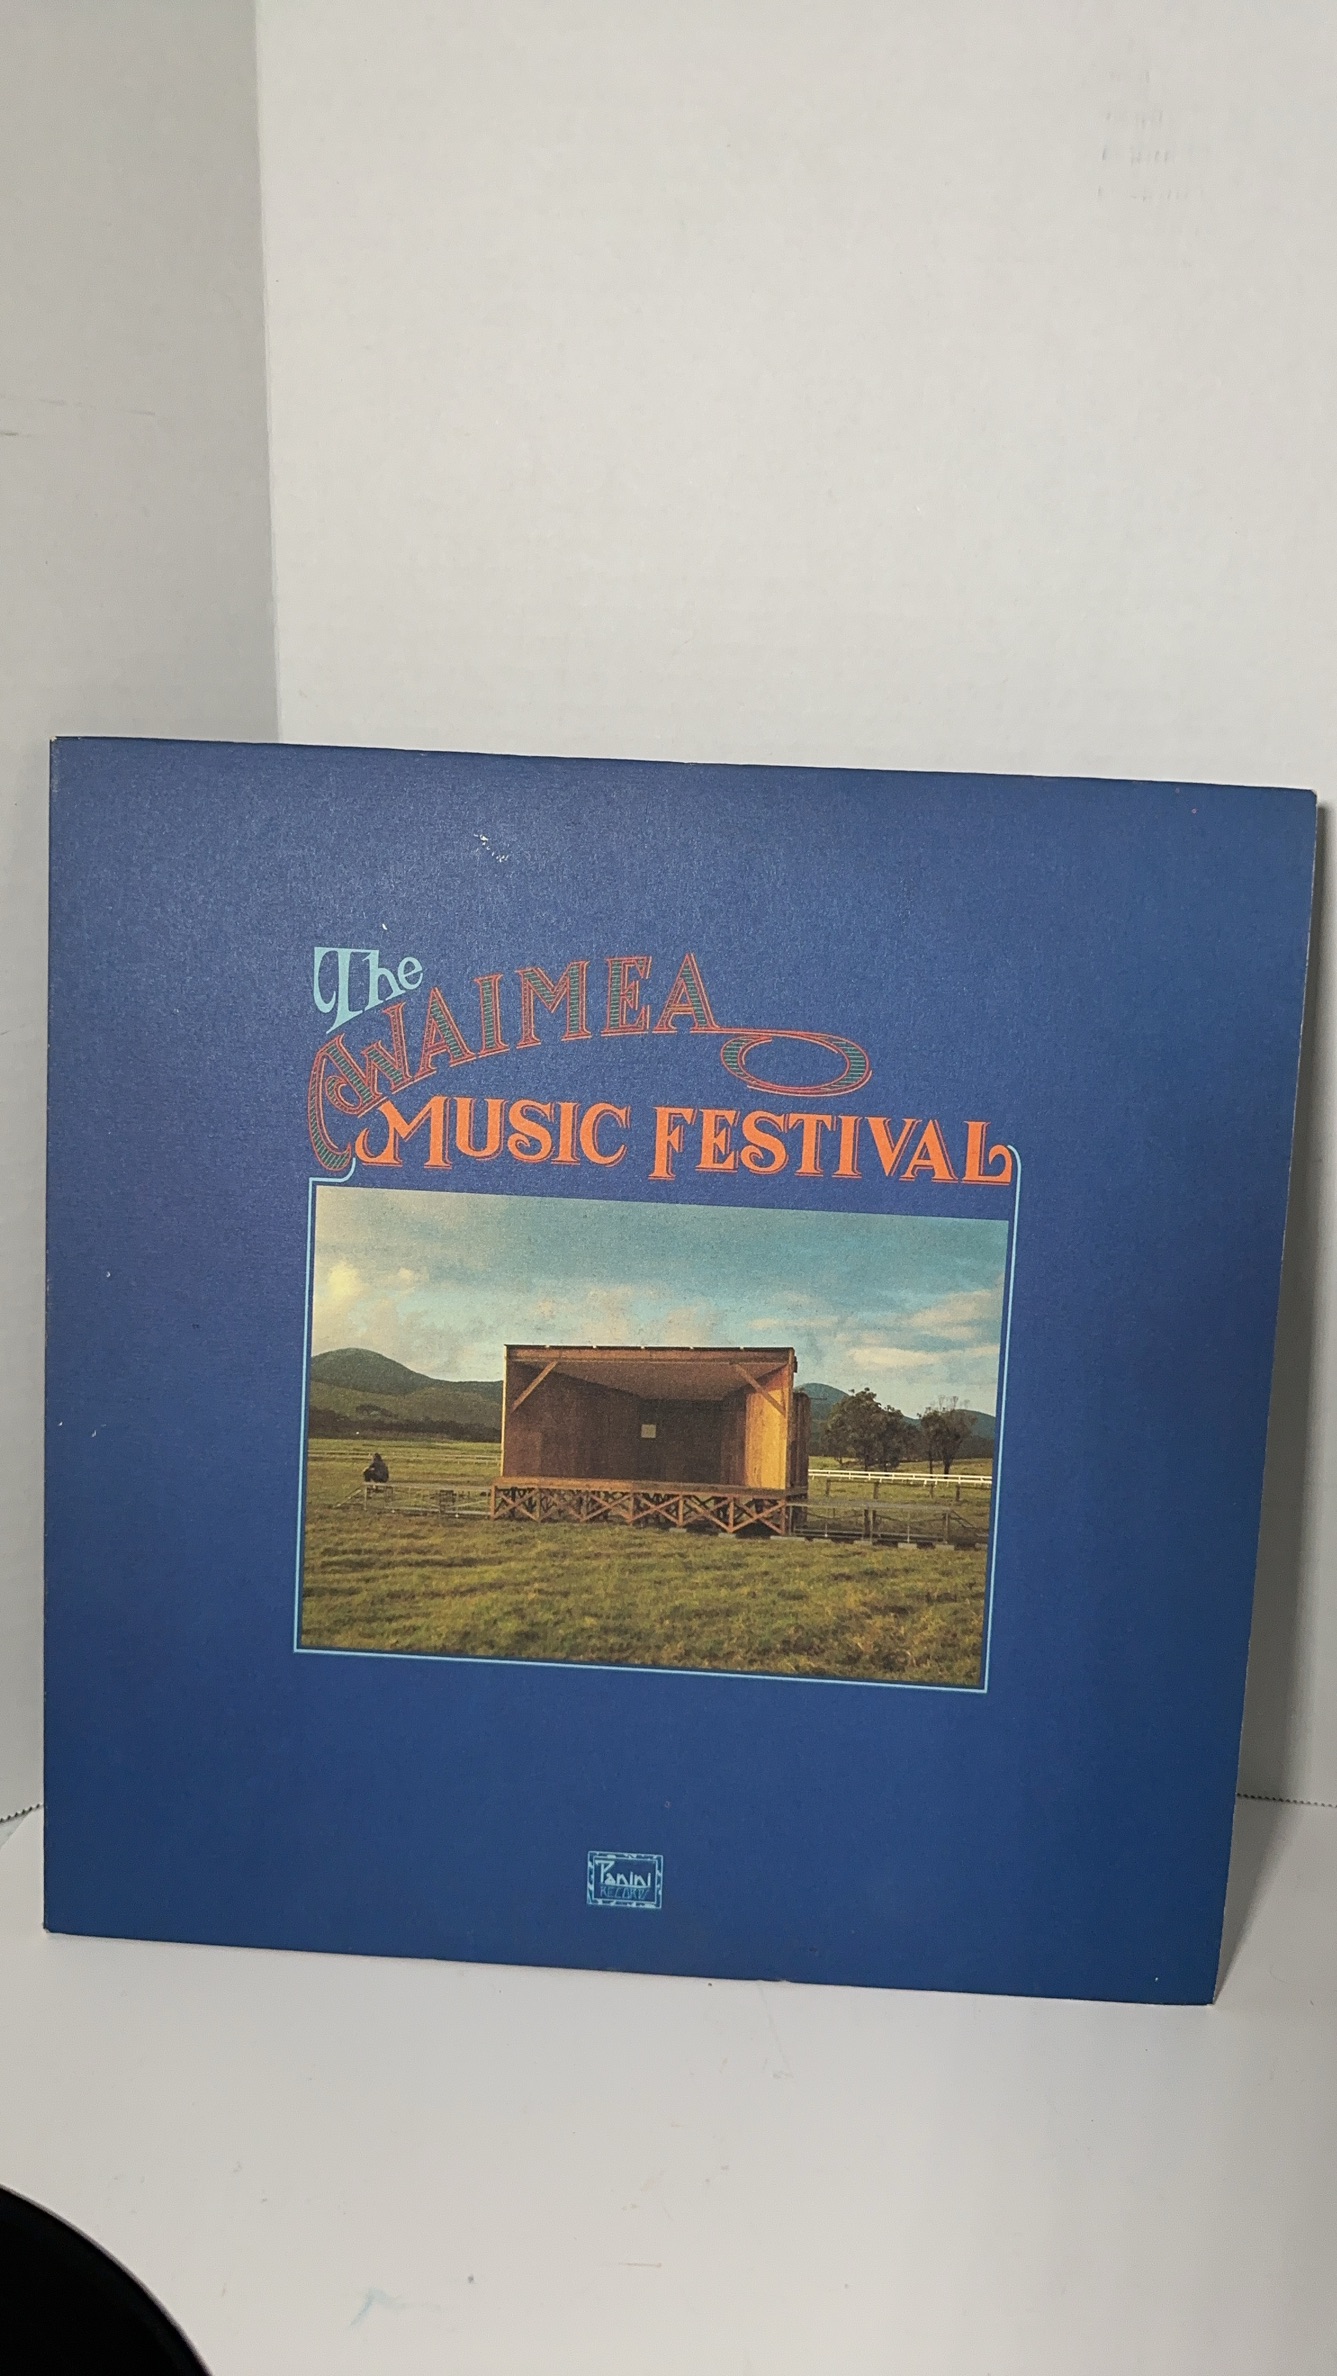 The
WAIMEA
MUSIC FESTIVAL
Panini
RECORDS